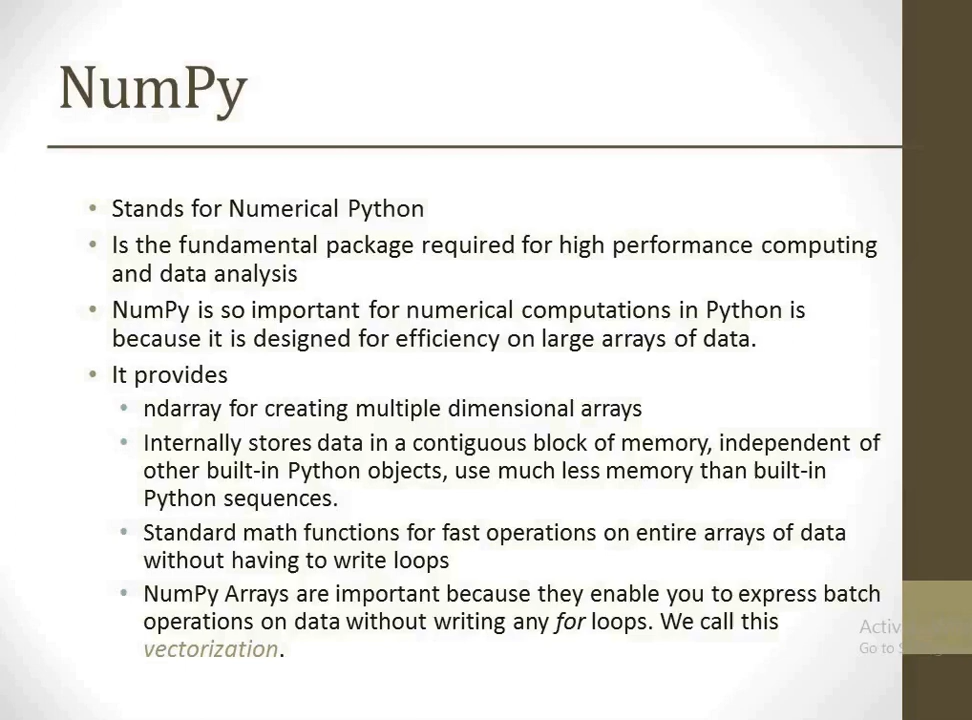 NumPy
• Stands for Numerical Python
• Is the fundamental package required for high performance computing
and data analysis
• NumPy is so important for numerical computations in Python is
because it is designed for efficiency on large arrays of data.
• It provides
• ndarray for creating multiple dimensional arrays
• Internally stores data in a contiguous block of memory, independent of
other built-in Python objects, use much less memory than built-in
Python sequences.
• Standard math functions for fast operations on entire arrays of data
without having to write loops
• NumPy Arrays are important because they enable you to express batch
operations on data without writing any for loops. We call this
vectorization.
Activ
Go to S